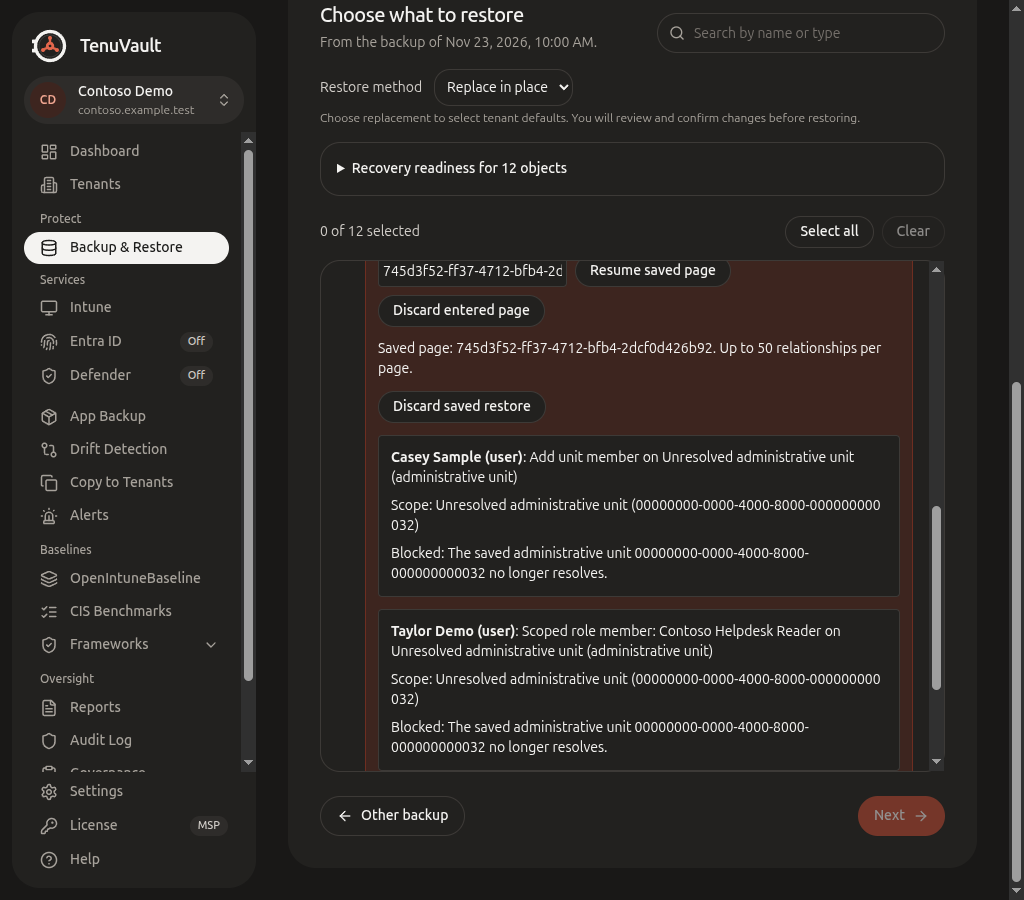 TenuVault
CD
Contoso Demo
contoso.example.test
Dashboard
Tenants
Protect
Backup & Restore
Services
Intune
Entra ID
Off
Defender
Off
App Backup
Drift Detection
Copy to Tenants
Alerts
Baselines
OpenIntuneBaseline
CIS Benchmarks
Frameworks
Oversight
Reports
Audit Log
Governance
Settings
License
MSP
Help
Choose what to restore
From the backup of Nov 23, 2026, 10:00 AM.
Search by name or type
Restore method
Replace in place
Choose replacement to select tenant defaults. You will review and confirm changes before restoring.
Recovery readiness for 12 objects
0 of 12 selected
Select all
Clear
745d3f52-ff37-4712-bfb4-2d
Resume saved page
Discard entered page
Saved page: 745d3f52-ff37-4712-bfb4-2dcf0d426b92. Up to 50 relationships per
page.
Discard saved restore
Casey Sample (user): Add unit member on Unresolved administrative unit
(administrative unit)
Scope: Unresolved administrative unit (00000000-0000-4000-8000-000000000
032)
Blocked: The saved administrative unit 00000000-0000-4000-8000-
000000000032 no longer resolves.
Taylor Demo (user): Scoped role member: Contoso Helpdesk Reader on
Unresolved administrative unit (administrative unit)
Scope: Unresolved administrative unit (00000000-0000-4000-8000-000000000
032)
Blocked: The saved administrative unit 00000000-0000-4000-8000-
000000000032 no longer resolves.
Other backup
Next